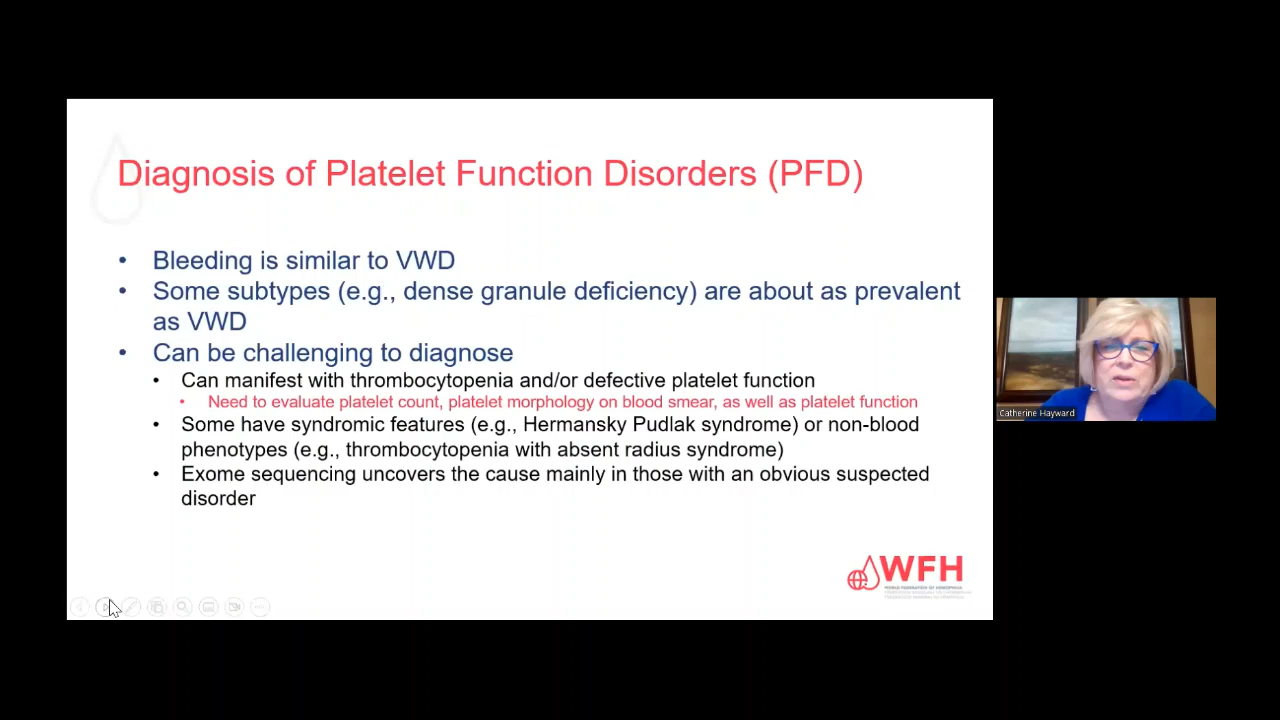 Diagnosis of Platelet Function Disorders (PFD)
• Bleeding is similar to VWD
• Some subtypes (e.g., dense granule deficiency) are about as prevalent
as VWD
• Can be challenging to diagnose
• Can manifest with thrombocytopenia and/or defective platelet function
• Need to evaluate platelet count, platelet morphology on blood smear, as well as platelet function
• Some have syndromic features (e.g., Hermansky Pudlak syndrome) or non-blood
phenotypes (e.g., thrombocytopenia with absent radius syndrome)
• Exome sequencing uncovers the cause mainly in those with an obvious suspected
disorder
WFH
WORLD FEDERATION OF HEMOPHILIA
Catherine Hayward